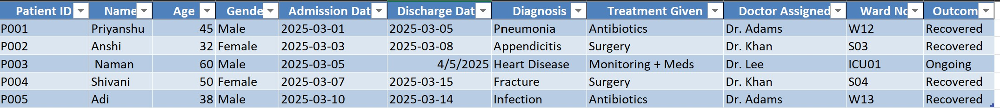 Patient ID Name Age Gende Admission Dat Discharge Dat Diagnosis Treatment Given Doctor Assigned Ward No Outcom
P001 Priyanshu 45 Male 2025-03-01 2025-03-05 Pneumonia Antibiotics Dr. Adams W12 Recovered
P002 Anshi 32 Female 2025-03-03 2025-03-08 Appendicitis Surgery Dr. Khan S03 Recovered
P003 Naman 60 Male 2025-03-05 4/5/2025 Heart Disease Monitoring + Meds Dr. Lee ICU01 Ongoing
P004 Shivani 50 Female 2025-03-07 2025-03-15 Fracture Surgery Dr. Khan S04 Recovered
P005 Adi 38 Male 2025-03-10 2025-03-14 Infection Antibiotics Dr. Adams W13 Recovered